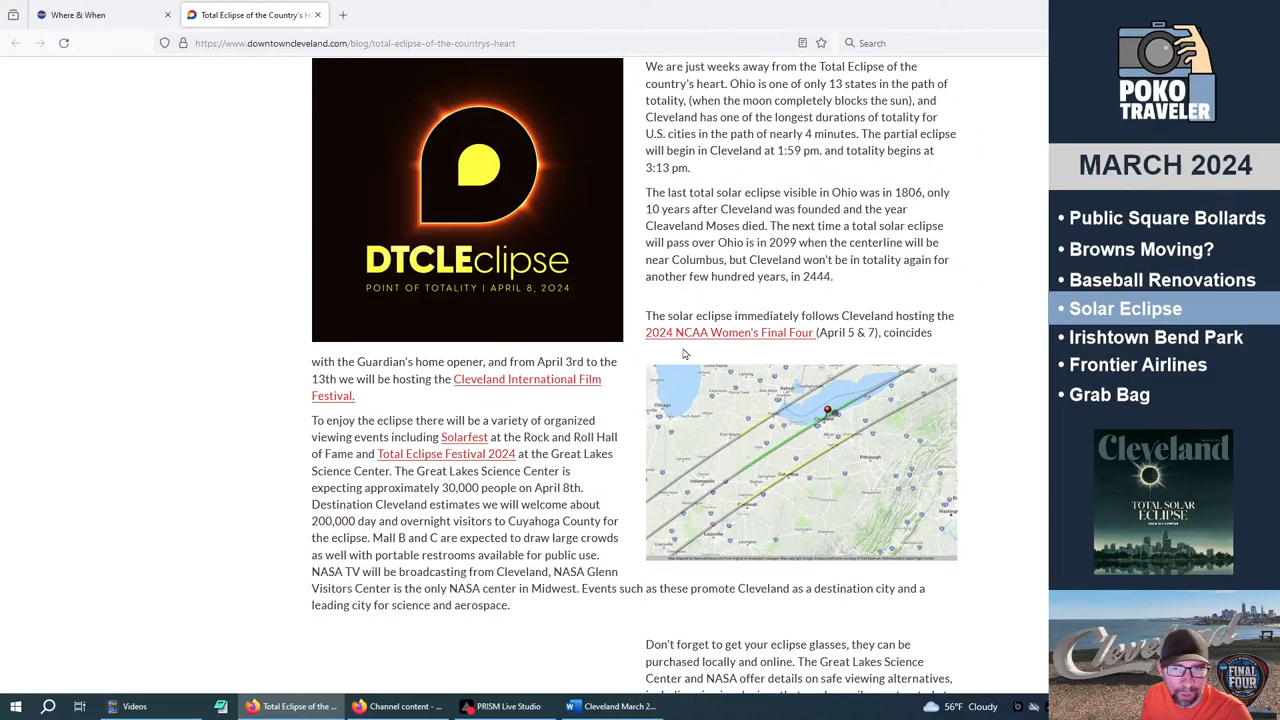 Where & When
Total Eclipse of the Country's H
https://www.downtowncleveland.com/blog/total-eclipse-of-the-countrys-heart
Search
DTCLEclipse
POINT OF TOTALITY | APRIL 8, 2024
We are just weeks away from the Total Eclipse of the
country's heart. Ohio is one of only 13 states in the path of
totality, (when the moon completely blocks the sun), and
Cleveland has one of the longest durations of totality for
U.S. cities in the path of nearly 4 minutes. The partial eclipse
will begin in Cleveland at 1:59 pm. and totality begins at
3:13 pm.
The last total solar eclipse visible in Ohio was in 1806, only
10 years after Cleveland was founded and the year
Cleaveland Moses died. The next time a total solar eclipse
will pass over Ohio is in 2099 when the centerline will be
near Columbus, but Cleveland won't be in totality again for
another few hundred years, in 2444.
The solar eclipse immediately follows Cleveland hosting the
2024 NCAA Women's Final Four (April 5 & 7), coincides
with the Guardian's home opener, and from April 3rd to the
13th we will be hosting the Cleveland International Film
Festival.
To enjoy the eclipse there will be a variety of organized
viewing events including Solarfest at the Rock and Roll Hall
of Fame and Total Eclipse Festival 2024 at the Great Lakes
Science Center. The Great Lakes Science Center is
expecting approximately 30,000 people on April 8th.
Destination Cleveland estimates we will welcome about
200,000 day and overnight visitors to Cuyahoga County for
the eclipse. Mall B and C are expected to draw large crowds
as well with portable restrooms available for public use.
NASA TV will be broadcasting from Cleveland, NASA Glenn
Visitors Center is the only NASA center in Midwest. Events such as these promote Cleveland as a destination city and a
leading city for science and aerospace.
Chicago
Detroit
Cleveland
Fort Wayne
Pittsburgh
Columbus
Indianapolis
Louisville
Don't forget to get your eclipse glasses, they can be
purchased locally and online. The Great Lakes Science
Center and NASA offer details on safe viewing alternatives,
POKO
TRAVELER
MARCH 2024
• Public Square Bollards
• Browns Moving?
• Baseball Renovations
• Solar Eclipse
• Irishtown Bend Park
• Frontier Airlines
• Grab Bag
Cleveland
TOTAL SOLAR
ECLIPSE
Cleveland
FINAL
FOUR
Videos
Total Eclipse of the ...
Channel content - ...
PRISM Live Studio
Cleveland March 2...
56°F Cloudy